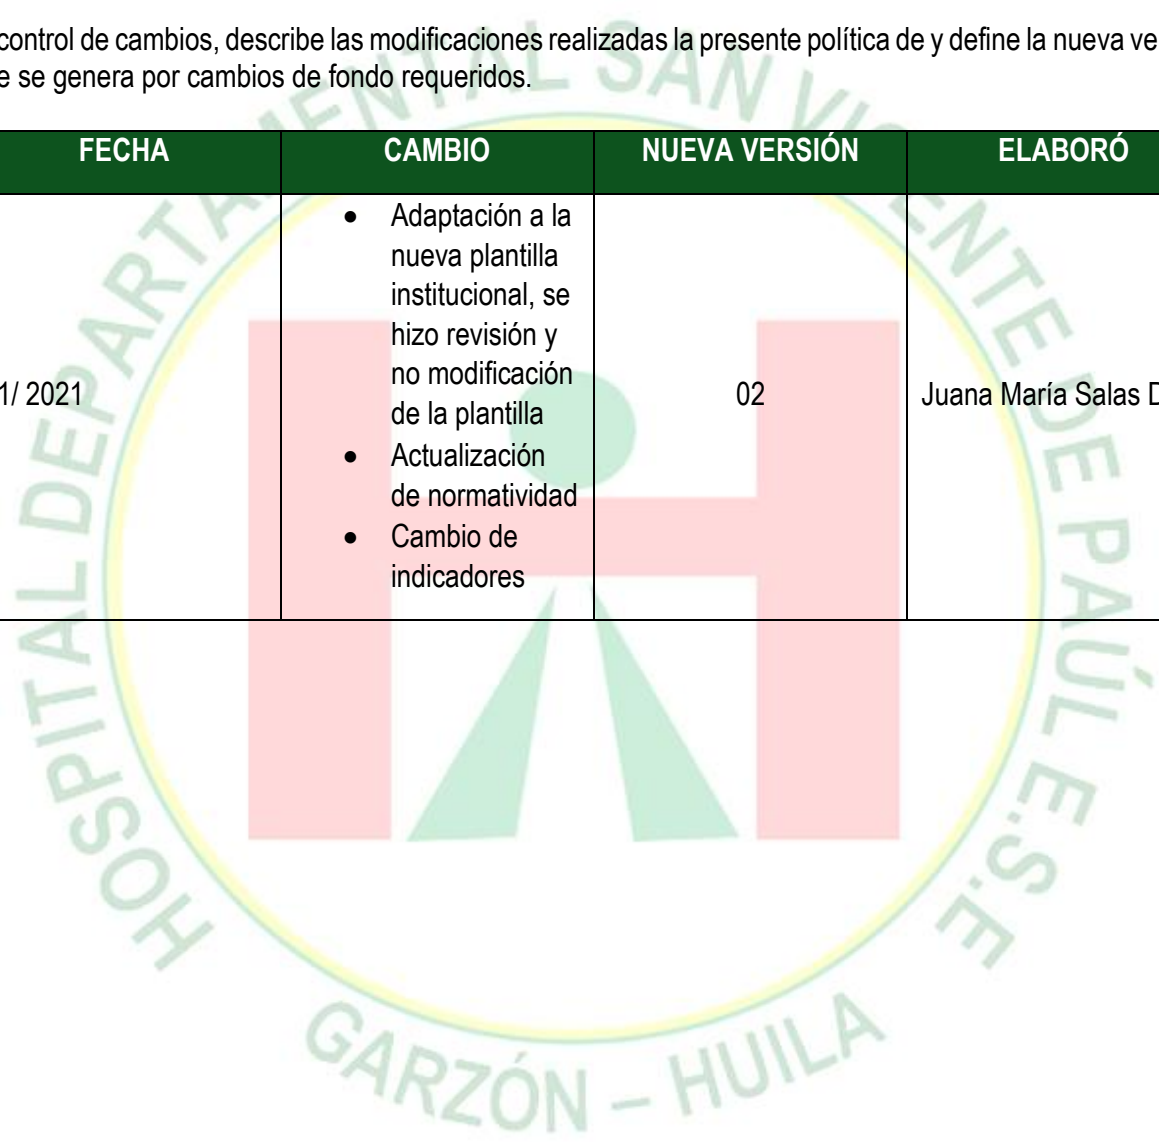 control de cambios, describe las modificaciones realizadas la presente política de y define la nueva ve
e se genera por cambios de fondo requeridos.
FECHA CAMBIO NUEVA VERSIÓN ELABORÓ
• Adaptación a la
nueva plantilla
institucional, se
hizo revisión y
no modificación
de la plantilla
• Actualización
de normatividad
• Cambio de
indicadores
1/ 2021
02
Juana María Salas D
HOSPITAL DEPARTAMENTAL SAN VICENTE DE PAÚL E.S.E
GARZÓN – HUILA